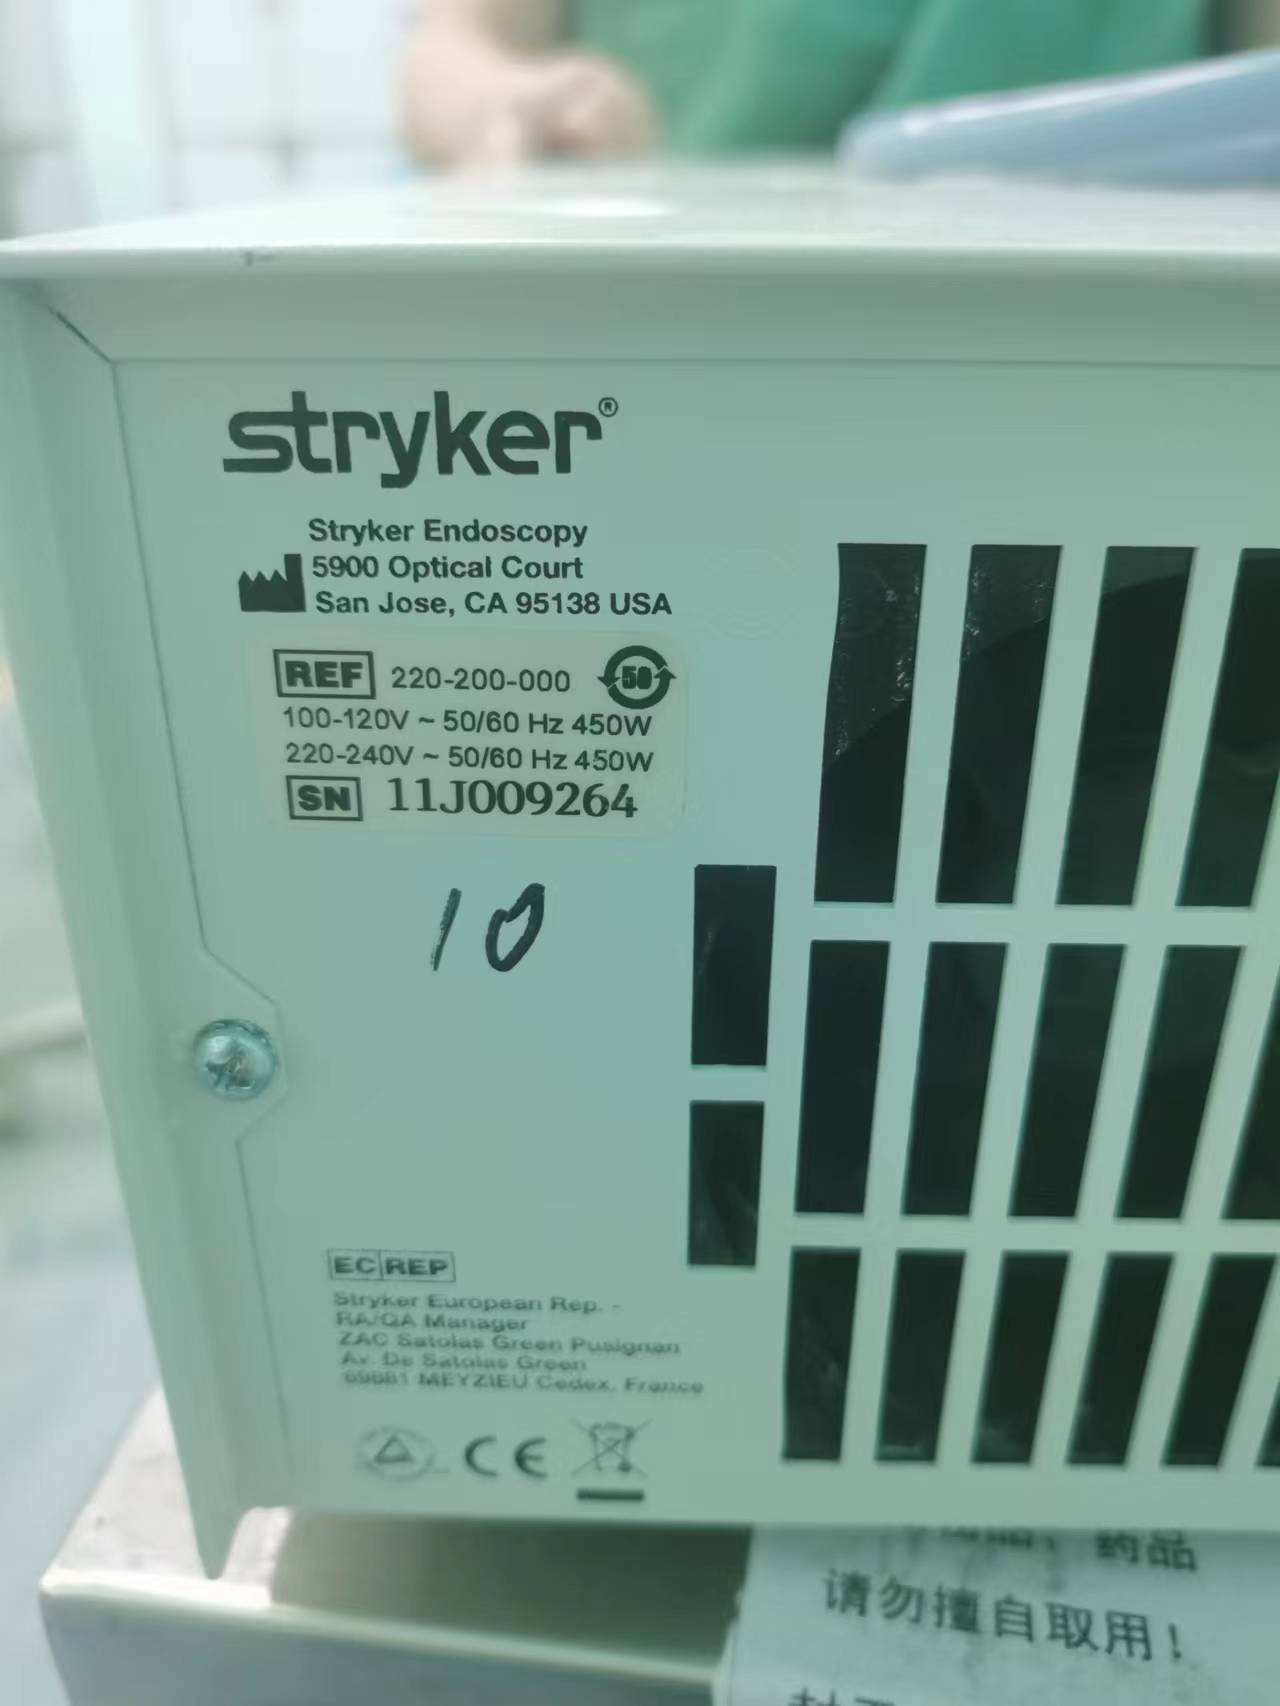 stryker®
Stryker Endoscopy
5900 Optical Court
San Jose, CA 95138 USA
REF 220-200-000 50
100-120V ~ 50/60 Hz 450W
220-240V ~ 50/60 Hz 450W
SN 11J009264
10
EC REP
Stryker European Rep. -
RA/QA Manager
ZAC Satolas Green Pusignan
Av. De Satolas Green
69881 MEYZIEU Cedex, France
CE
、药品
请勿擅自取用！